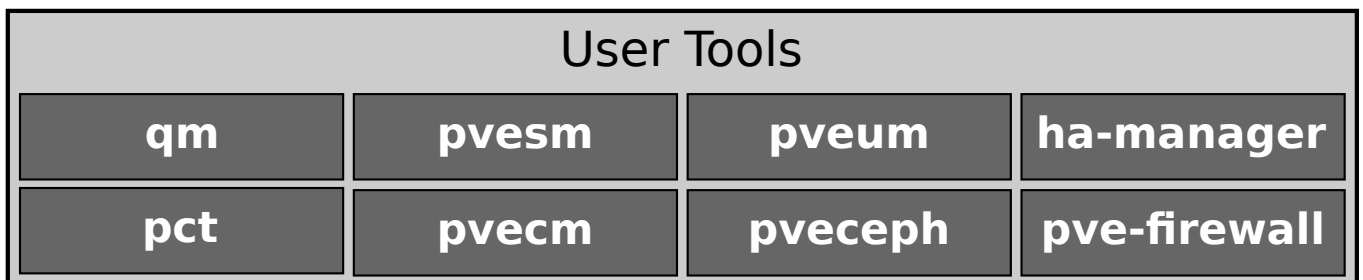 User Tools
qm pvesm pveum ha-manager
pct pvecm pveceph pve-firewall